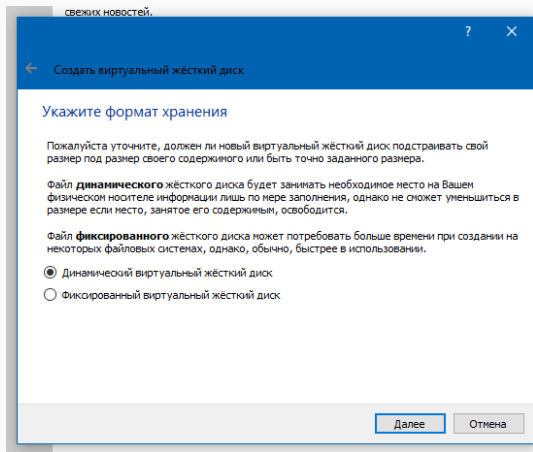 свежих новостей.
?
Создать виртуальный жёсткий диск
Укажите формат хранения
Пожалуйста уточните, должен ли новый виртуальный жёсткий диск подстраивать свой
размер под размер своего содержимого или быть точно заданного размера.
Файл динамического жёсткого диска будет занимать необходимое место на Вашем
физическом носителе информации лишь по мере заполнения, однако не сможет уменьшиться в
размере если место, занятое его содержимым, освободится.
Файл фиксированного жёсткого диска может потребовать больше времени при создании на
некоторых файловых системах, однако, обычно, быстрее в использовании.
Динамический виртуальный жёсткий диск
Фиксированный виртуальный жёсткий диск
Далее
Отмена